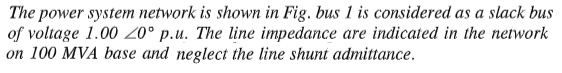 The power system network is shown in Fig. bus 1 is considered as a slack bus
of voltage 1.00 ∠0° p.u. The line impedance are indicated in the network
on 100 MVA base and neglect the line shunt admittance.